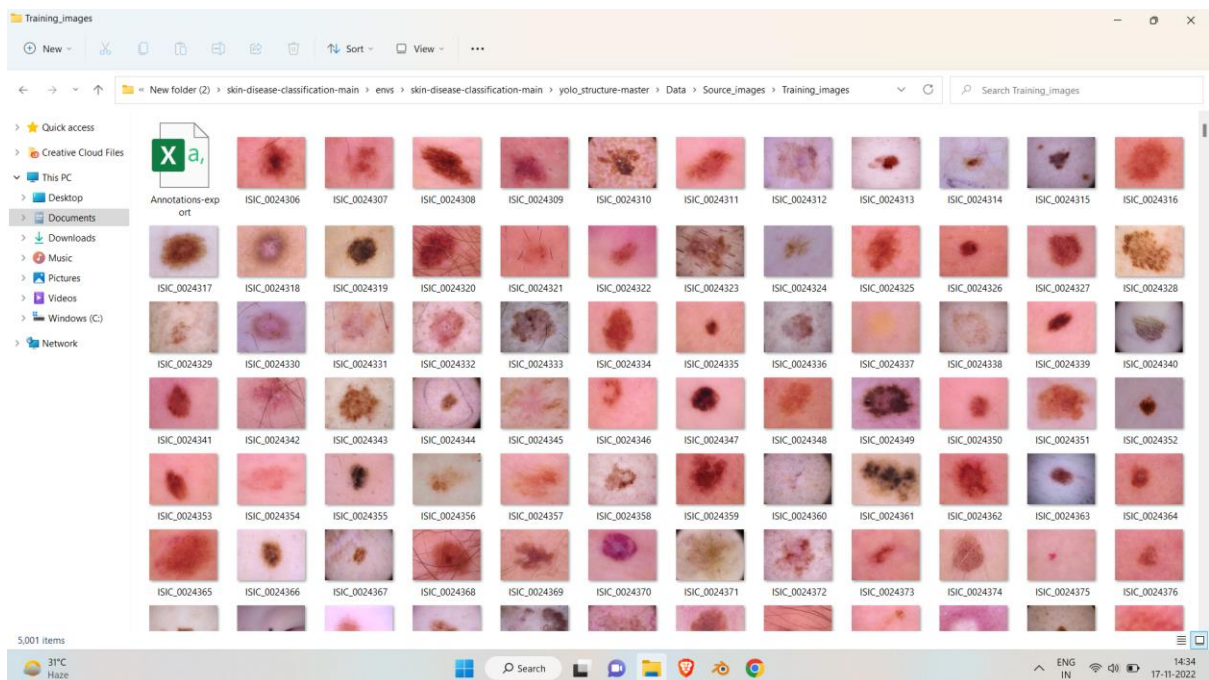 Training_images
New Sort View ...
« New folder (2) > skin-disease-classification-main > envs > skin-disease-classification-main > yolo_structure-master > Data > Source_images > Training_images
Search Training_images
Quick access
Creative Cloud Files
This PC
Desktop
Documents
Downloads
Music
Pictures
Videos
Windows (C:)
Network
a,
Annotations-exp
ort
ISIC_0024306 ISIC_0024307 ISIC_0024308 ISIC_0024309 ISIC_0024310 ISIC_0024311 ISIC_0024312 ISIC_0024313 ISIC_0024314 ISIC_0024315 ISIC_0024316
ISIC_0024317 ISIC_0024318 ISIC_0024319 ISIC_0024320 ISIC_0024321 ISIC_0024322 ISIC_0024323 ISIC_0024324 ISIC_0024325 ISIC_0024326 ISIC_0024327 ISIC_0024328
ISIC_0024329 ISIC_0024330 ISIC_0024331 ISIC_0024332 ISIC_0024333 ISIC_0024334 ISIC_0024335 ISIC_0024336 ISIC_0024337 ISIC_0024338 ISIC_0024339 ISIC_0024340
ISIC_0024341 ISIC_0024342 ISIC_0024343 ISIC_0024344 ISIC_0024345 ISIC_0024346 ISIC_0024347 ISIC_0024348 ISIC_0024349 ISIC_0024350 ISIC_0024351 ISIC_0024352
ISIC_0024353 ISIC_0024354 ISIC_0024355 ISIC_0024356 ISIC_0024357 ISIC_0024358 ISIC_0024359 ISIC_0024360 ISIC_0024361 ISIC_0024362 ISIC_0024363 ISIC_0024364
ISIC_0024365 ISIC_0024366 ISIC_0024367 ISIC_0024368 ISIC_0024369 ISIC_0024370 ISIC_0024371 ISIC_0024372 ISIC_0024373 ISIC_0024374 ISIC_0024375 ISIC_0024376
5,001 items
31°C
Haze
Search
ENG
IN
14:34
17-11-2022